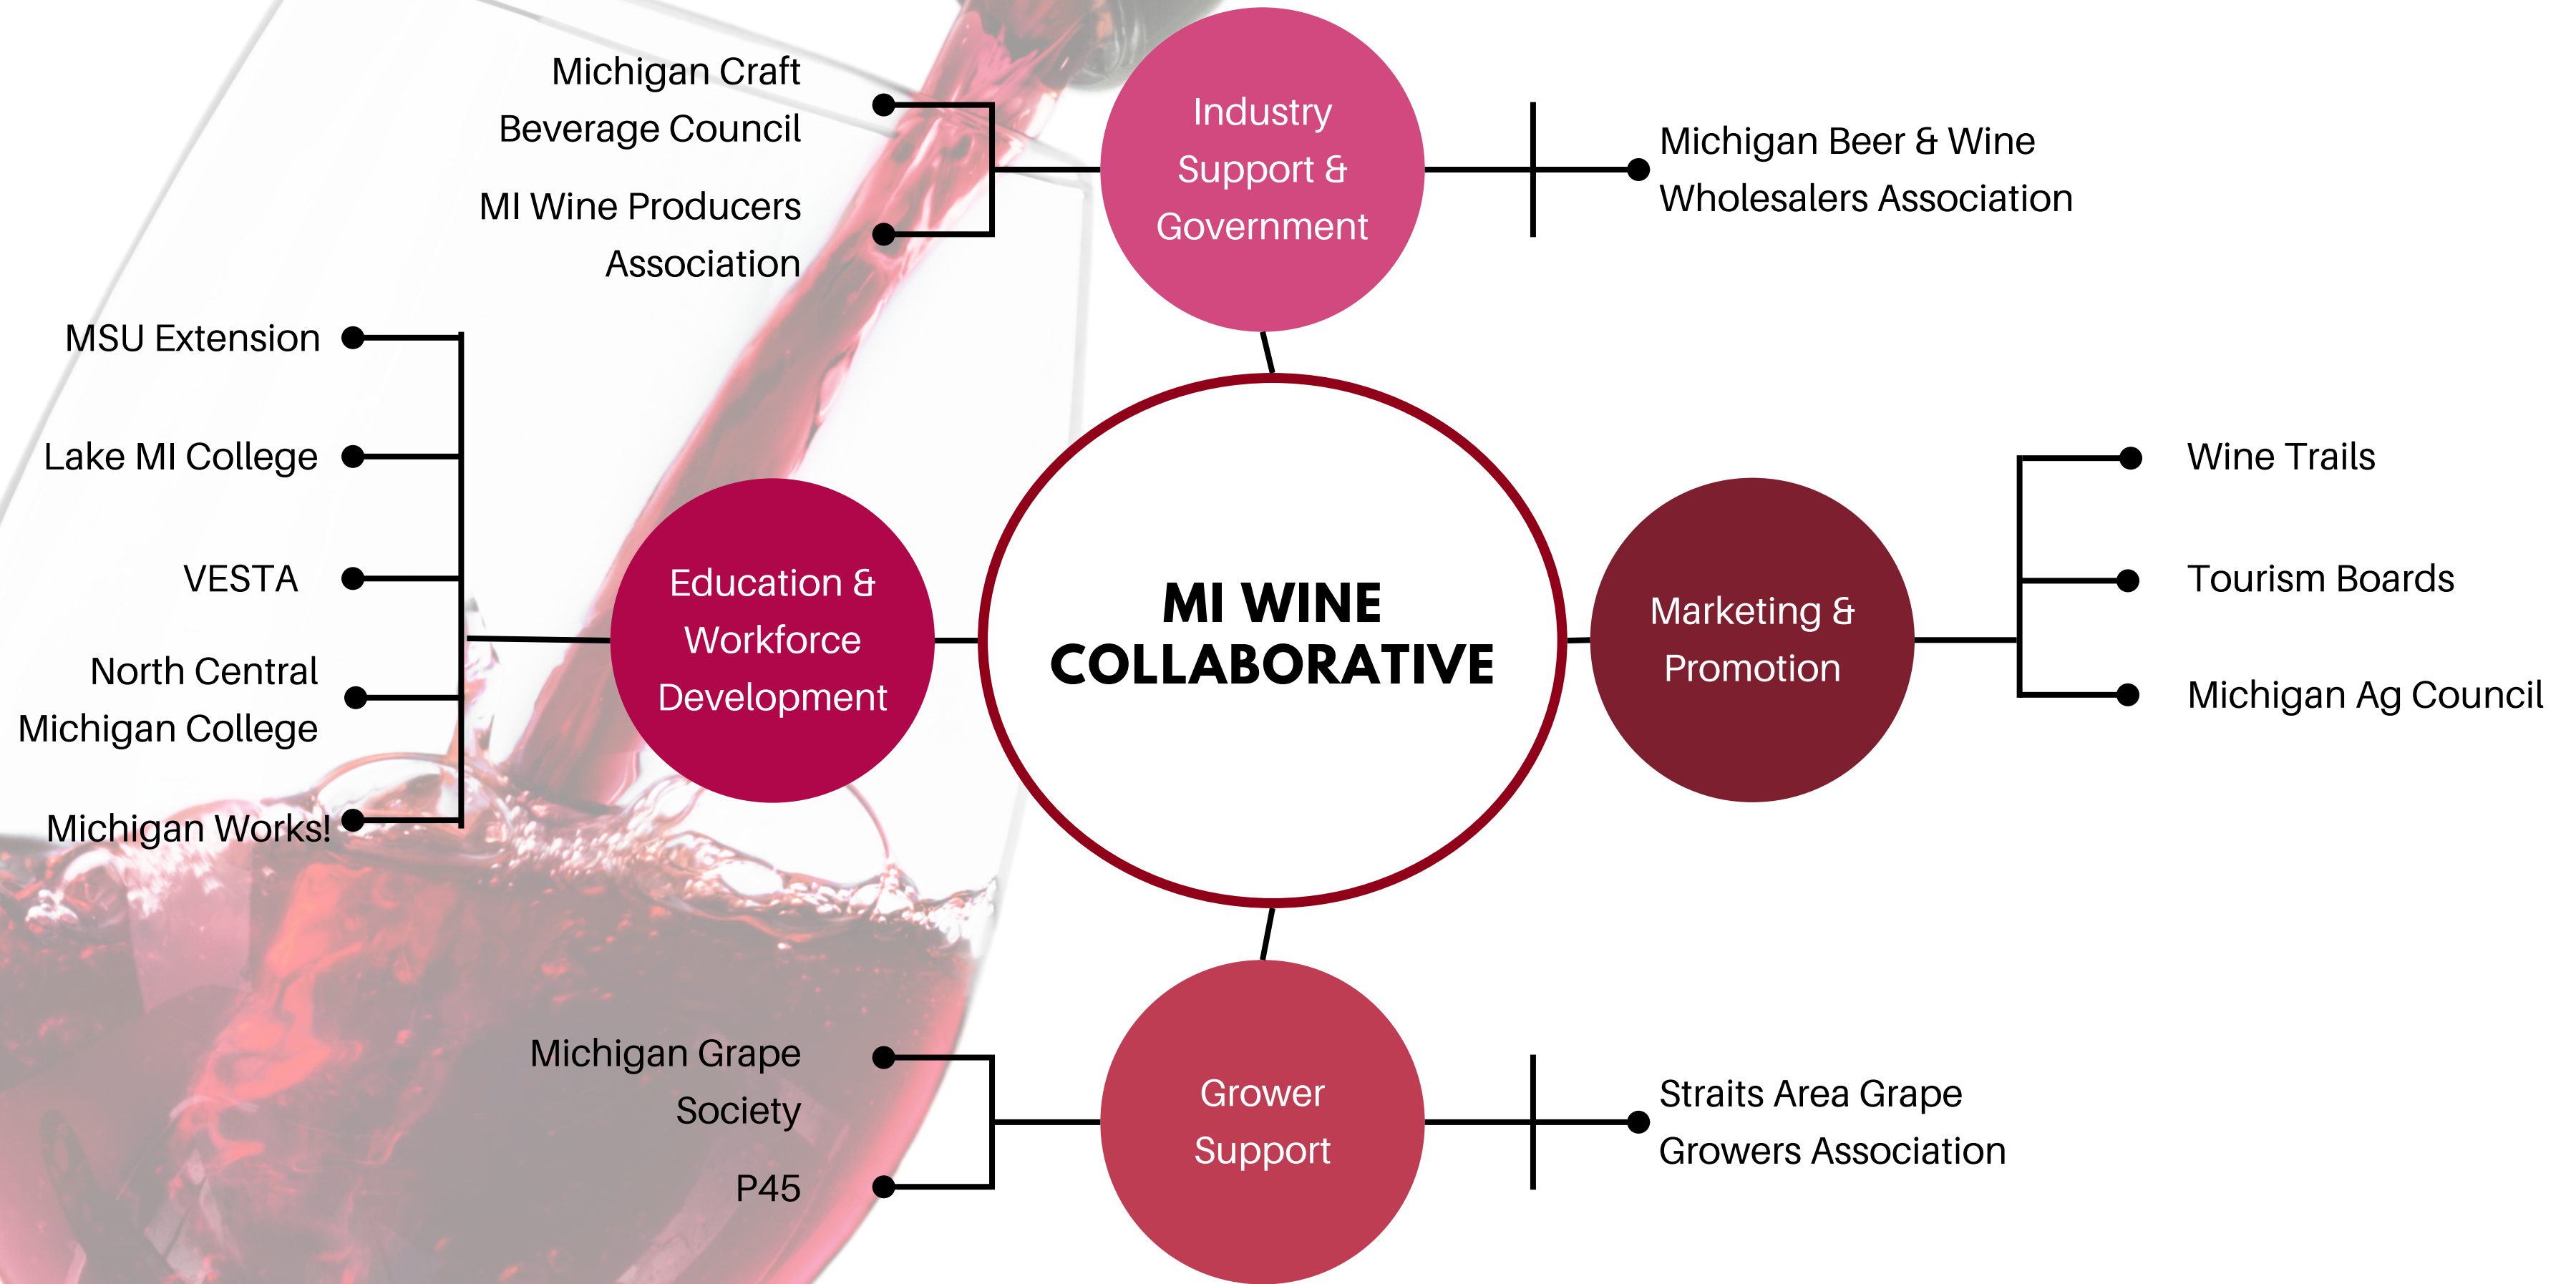 Michigan Craft
Beverage Council
MI Wine Producers
Association
Industry
Support &
Government
Michigan Beer & Wine
Wholesalers Association
MSU Extension
Lake MI College
VESTA
North Central
Michigan College
Michigan Works!
Education &
Workforce
Development
MI WINE
COLLABORATIVE
Marketing &
Promotion
Wine Trails
Tourism Boards
Michigan Ag Council
Michigan Grape
Society
P45
Grower
Support
Straits Area Grape
Growers Association